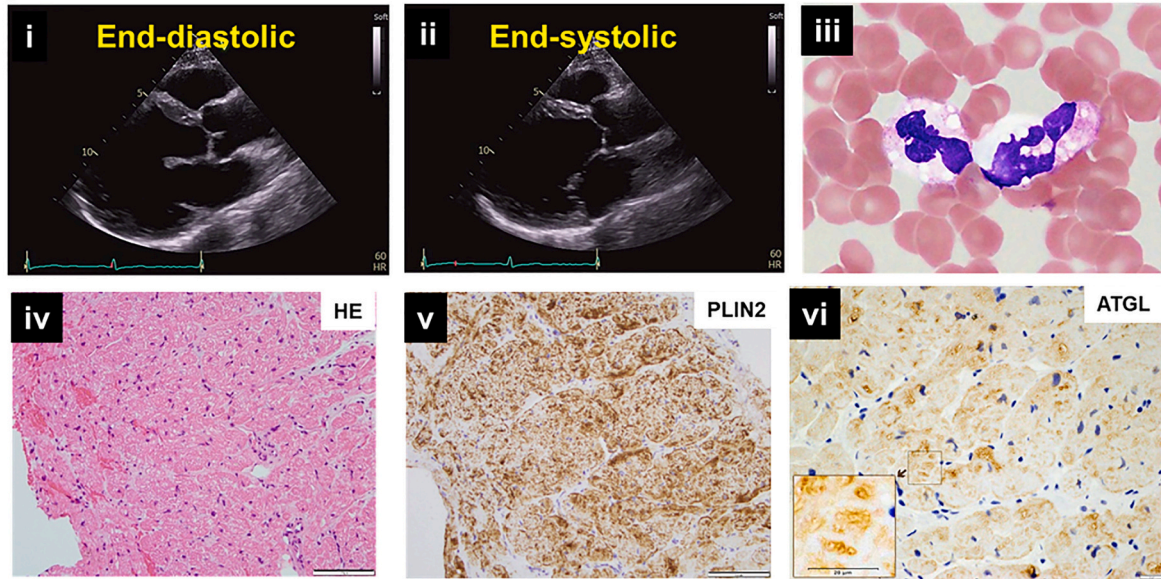 i
End-diastolic
Soft
5
10
60
HR
ii
End-systolic
Soft
5
10
60
HR
iii
iv
HE
v
PLIN2
vi
ATGL
20 μm